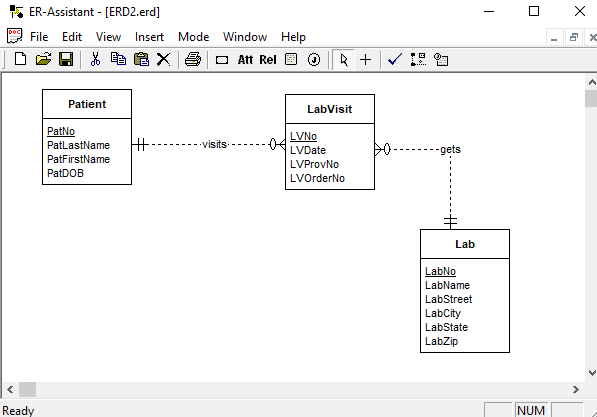 ER-Assistant - [ERD2.erd]
DOC File Edit View Insert Mode Window Help
Att Rel J
Patient
PatNo
PatLastName
PatFirstName
PatDOB
visits
LabVisit
LVNo
LVDate
LVProvNo
LVOrderNo
gets
Lab
LabNo
LabName
LabStreet
LabCity
LabState
LabZip
Ready NUM